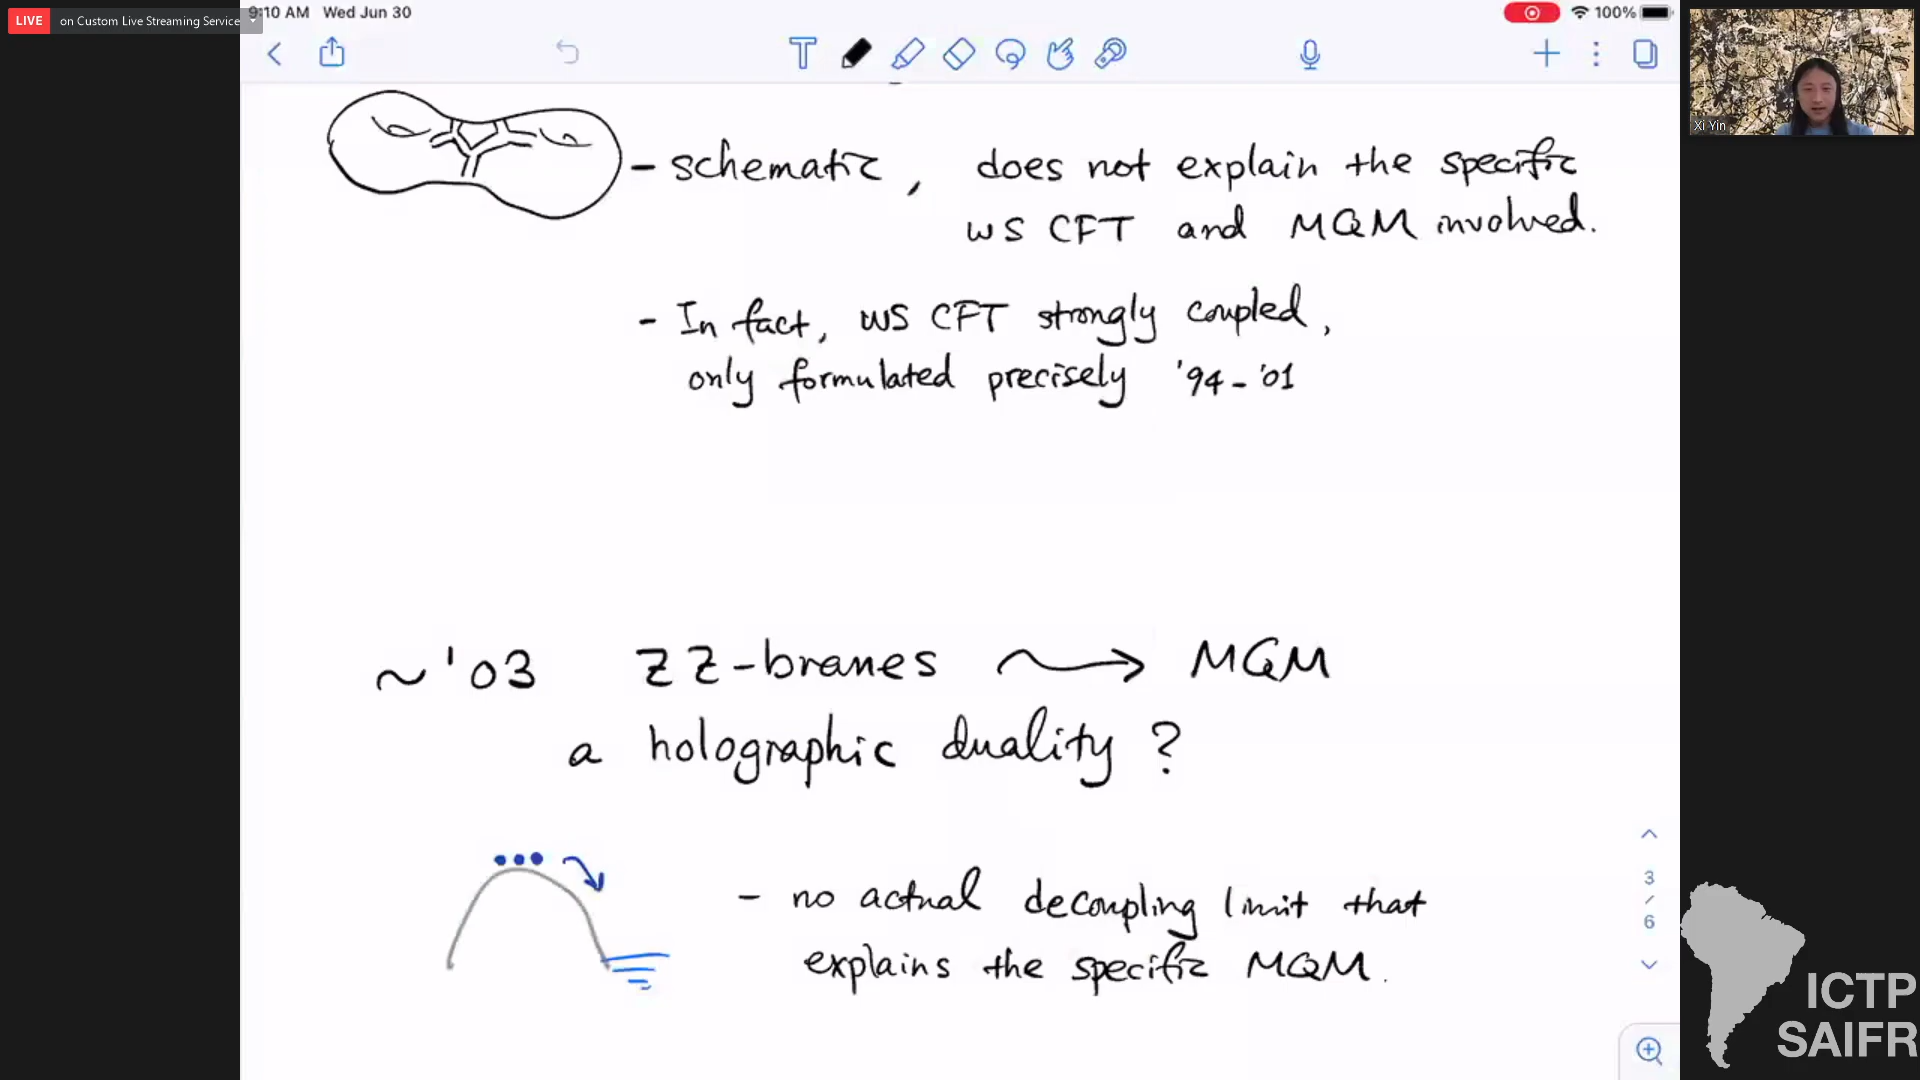 LIVE on Custom Live Streaming Service
9:10 AM Wed Jun 30
100%
Xi Yin
- schematic, does not explain the specific
WS CFT and MQM involved.
- In fact, WS CFT strongly coupled,
only formulated precisely '94-'01
~'03 ZZ-branes → MQM
a holographic duality?
- no actual decoupling limit that
explains the specific MQM.
3
/
6
ICTP
SAIFR